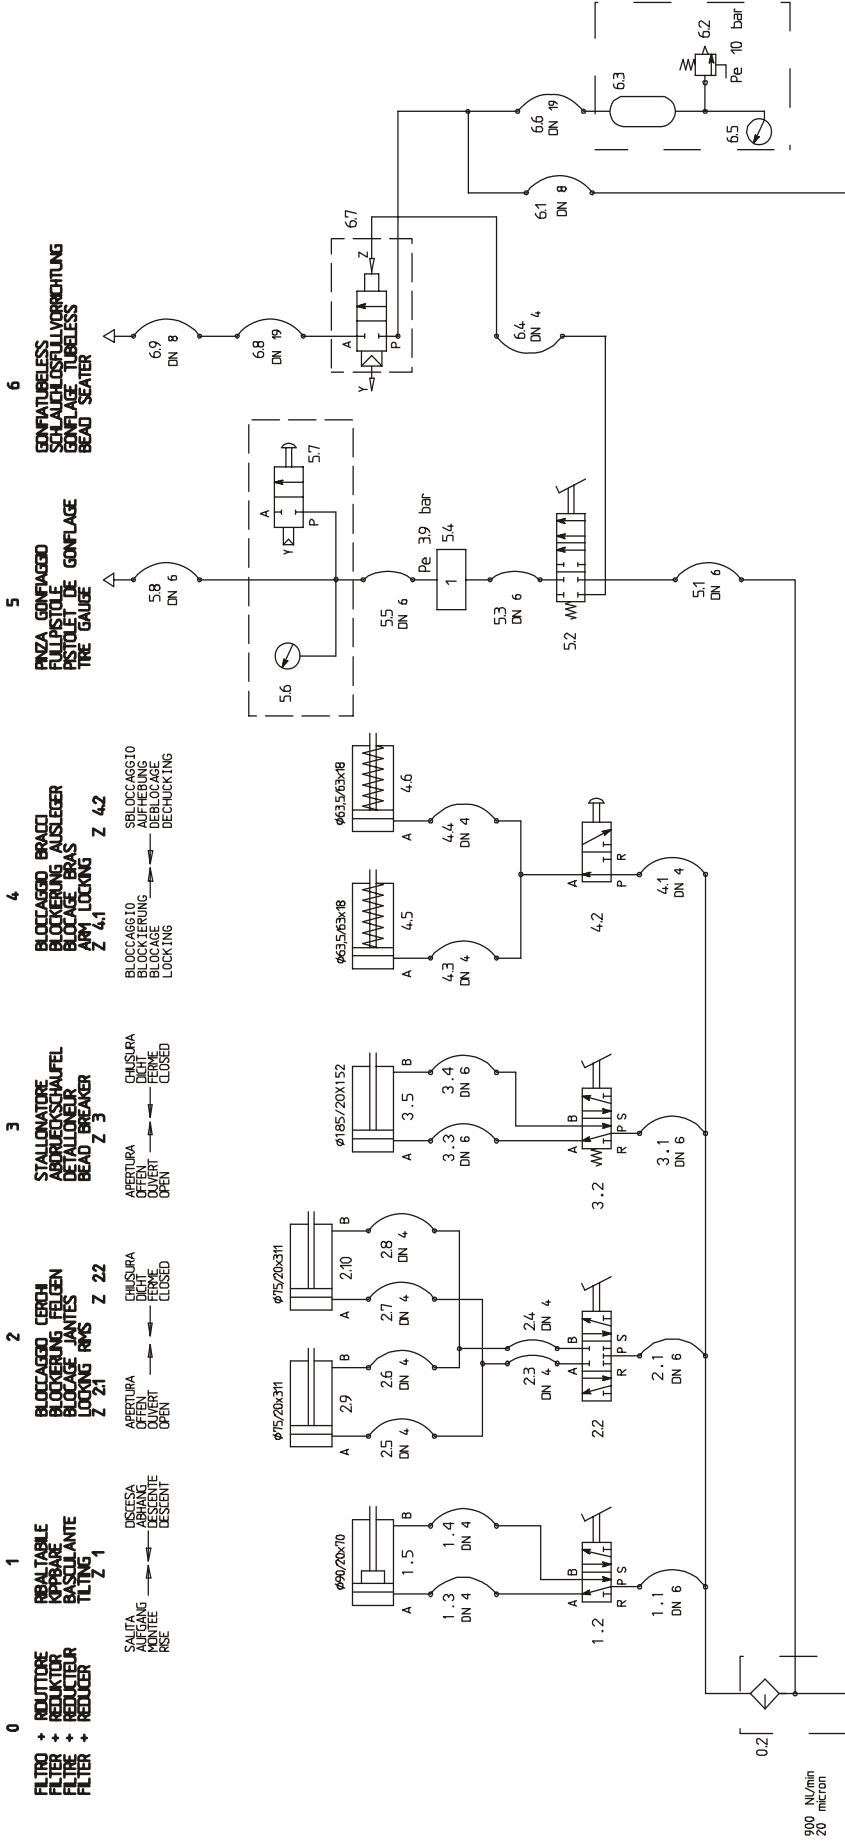 0
FILTRO + RIDUTTORE
FILTER + REDUKTOR
FILTRE + REDUCTEUR
FILTER + REDUCER
1
RIBALTABILE
KIPPBARE
BASCULANTE
TILTING
Z 1
SALITA
AUFGANG
MONTEE
RISE
DISCESA
ABHANG
DESCENTE
DESCENT
2
BLOCCAGGIO CERCHI
BLOCKIERUNG FELGEN
BLOCAGE JANTES
LOCKING RIMS
Z 2.1 Z 2.2
APERTURA
OFFEN
OUVERT
OPEN
CHIUSURA
DICHT
FERME
CLOSED
3
STALLONATORE
ABDRUECKSCHAUFEL
DETALLONEUR
BEAD BREAKER
Z 3
APERTURA
OFFEN
OUVERT
OPEN
CHIUSURA
DICHT
FERME
CLOSED
4
BLOCCAGGIO BRACCI
BLOCKIERUNG AUSLEGER
BLOCAGE BRAS
ARM LOCKING
Z 4.1 Z 4.2
BLOCCAGGIO
BLOCKIERUNG
BLOCAGE
LOCKING
SBLOCCAGGIO
AUFHEBUNG
DEBLOCAGE
DECHUCKING
5
PINZA GONFIAGGIO
FULLPISTOLE
PISTOLET DE GONFLAGE
TIRE GAUGE
6
GONFIATUBELESS
SCHLAUCHLOSFULLVORRICHTUNG
GONFLAGE TUBELESS
BEAD SEATER
ø90/20x70
A
B
1.5
1.3
DN 4
1.4
DN 4
A
B
R
P
S
1.2
1.1
DN 6
ø75/20x311
A
B
2.9
ø75/20x311
A
B
2.10
2.5
DN 4
2.6
DN 4
2.7
DN 4
2.8
DN 4
2.3
DN 4
2.4
DN 4
A
B
R
P
S
2.2
2.1
DN 6
ø185/20X152
A
B
3.5
3.3
DN 6
3.4
DN 6
A
B
R
P
S
3.2
3.1
DN 6
ø63,5/63x18
A
4.5
ø63,5/63x18
A
4.6
4.3
DN 4
4.4
DN 4
A
P
R
4.2
4.1
DN 4
5.8
DN 6
A
P
Y
5.7
5.6
5.5
DN 6
Pe 3.9 bar
5.4
1
5.3
DN 6
5.2
5.1
DN 6
6.9
DN 8
6.8
DN 19
A
P
Z
Y
6.7
6.4
DN 4
6.6
DN 19
6.1
DN 8
6.3
6.2
Pe 10 bar
6.5
0.2
900 NL/min
20 micron